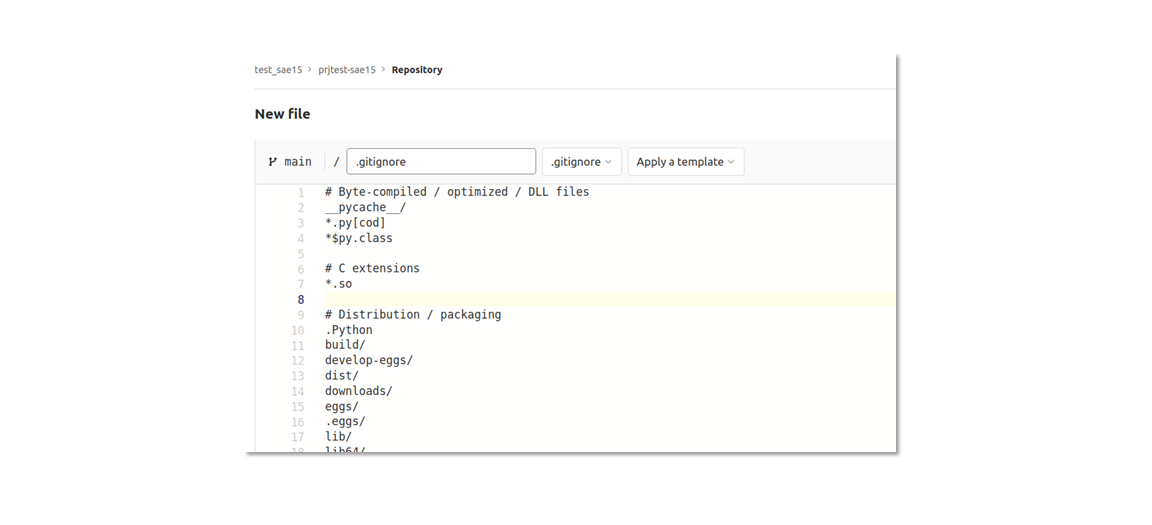 test_sae15 > prjtest-sae15 > Repository
New file
main / .gitignore .gitignore Apply a template
1 # Byte-compiled / optimized / DLL files
2 __pycache__/
3 *.py[cod]
4 *$py.class
5
6 # C extensions
7 *.so
8
9 # Distribution / packaging
10 .Python
11 build/
12 develop-eggs/
13 dist/
14 downloads/
15 eggs/
16 .eggs/
17 lib/
18 lib64/